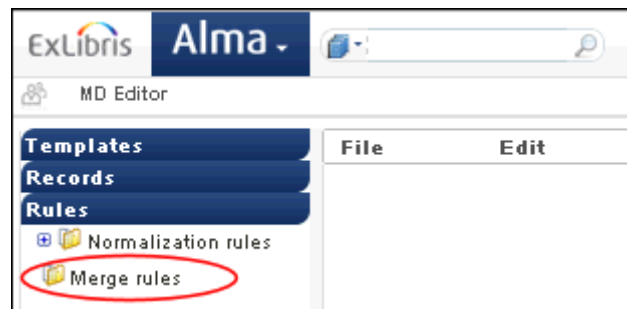 ExLibris Alma
MD Editor
Templates
File Edit
Records
Rules
Normalization rules
Merge rules